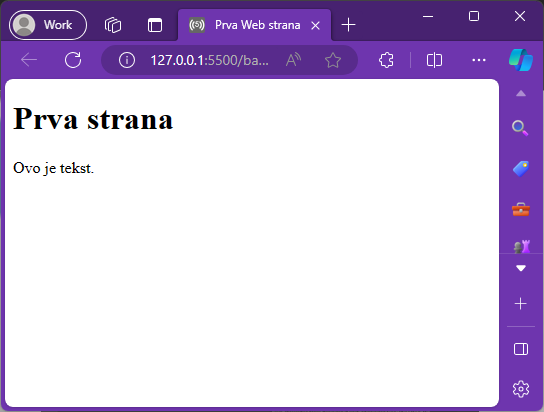 Work
Prva Web strana
127.0.0.1:5500/ba...
Prva strana
Ovo je tekst.